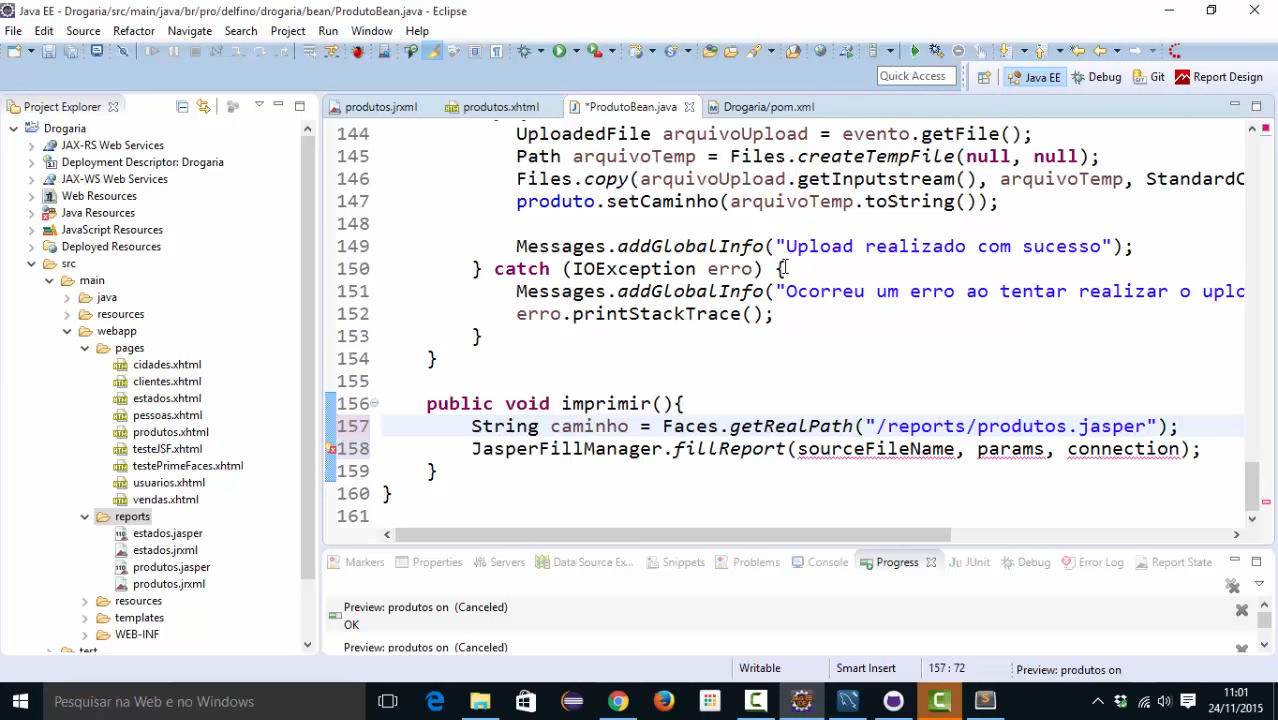 Java EE - Drogaria/src/main/java/br/pro/delfino/drogaria/bean/ProdutoBean.java - Eclipse
File Edit Source Refactor Navigate Search Project Run Window Help
Quick Access Java EE Debug Git Report Design
Project Explorer
produtos.jrxml produtos.xhtml *ProdutoBean.java Drogaria/pom.xml
Drogaria
JAX-RS Web Services
Deployment Descriptor: Drogaria
JAX-WS Web Services
Web Resources
Java Resources
JavaScript Resources
Deployed Resources
src
main
java
resources
webapp
pages
cidades.xhtml
clientes.xhtml
estados.xhtml
pessoas.xhtml
produtos.xhtml
testeJSF.xhtml
testePrimeFaces.xhtml
usuarios.xhtml
vendas.xhtml
reports
estados.jasper
estados.jrxml
produtos.jasper
produtos.jrxml
resources
templates
WEB-INF
144 UploadedFile arquivoUpload = evento.getFile();
145 Path arquivoTemp = Files.createTempFile(null, null);
146 Files.copy(arquivoUpload.getInputstream(), arquivoTemp, StandardC
147 produto.setCaminho(arquivoTemp.toString());
148
149 Messages.addGlobalInfo("Upload realizado com sucesso");
150 } catch (IOException erro) {
151 Messages.addGlobalInfo("Ocorreu um erro ao tentar realizar o uplo
152 erro.printStackTrace();
153 }
154 }
155
156 public void imprimir(){
157 String caminho = Faces.getRealPath("/reports/produtos.jasper");
158 JasperFillManager.fillReport(sourceFileName, params, connection);
159 }
160 }
161
Markers Properties Servers Data Source Ex... Snippets Problems Console Progress JUnit Debug Error Log Report State
Preview: produtos on (Canceled)
OK
Preview: produtos on (Canceled)
Writable Smart Insert 157 : 72 Preview: produtos on
Pesquisar na Web e no Windows
11:01
24/11/2015